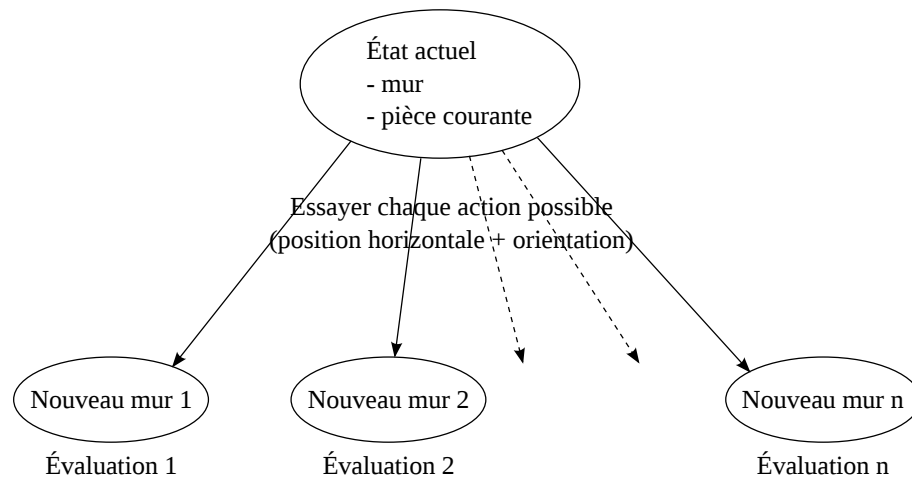 État actuel
- mur
- pièce courante
Essayer chaque action possible
(position horizontale + orientation)
Nouveau mur 1
Nouveau mur 2
Nouveau mur n
Évaluation 1
Évaluation 2
Évaluation n